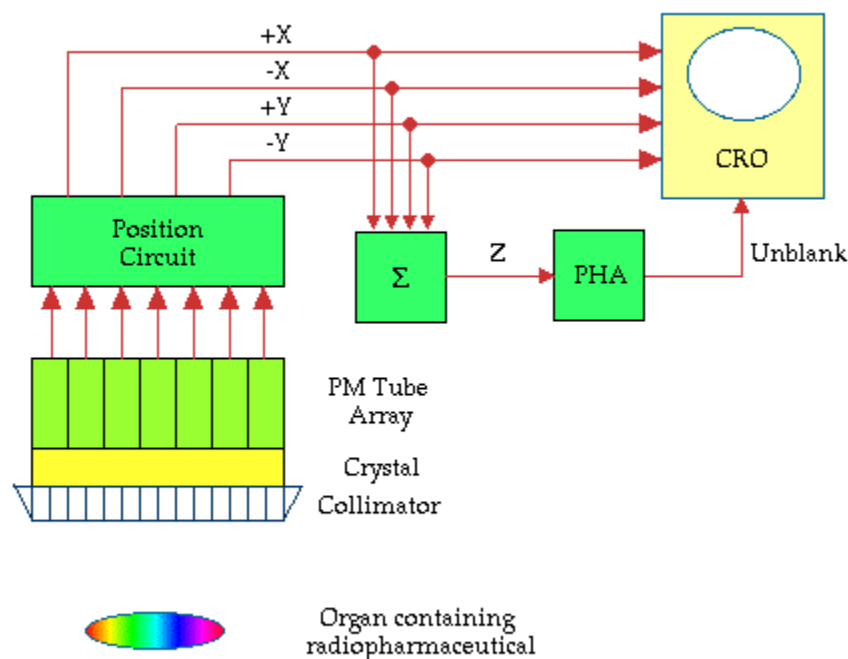 +X
-X
+Y
-Y
CRO
Position
Circuit
Σ
Z
PHA
Unblank
PM Tube
Array
Crystal
Collimator
Organ containing
radiopharmaceutical